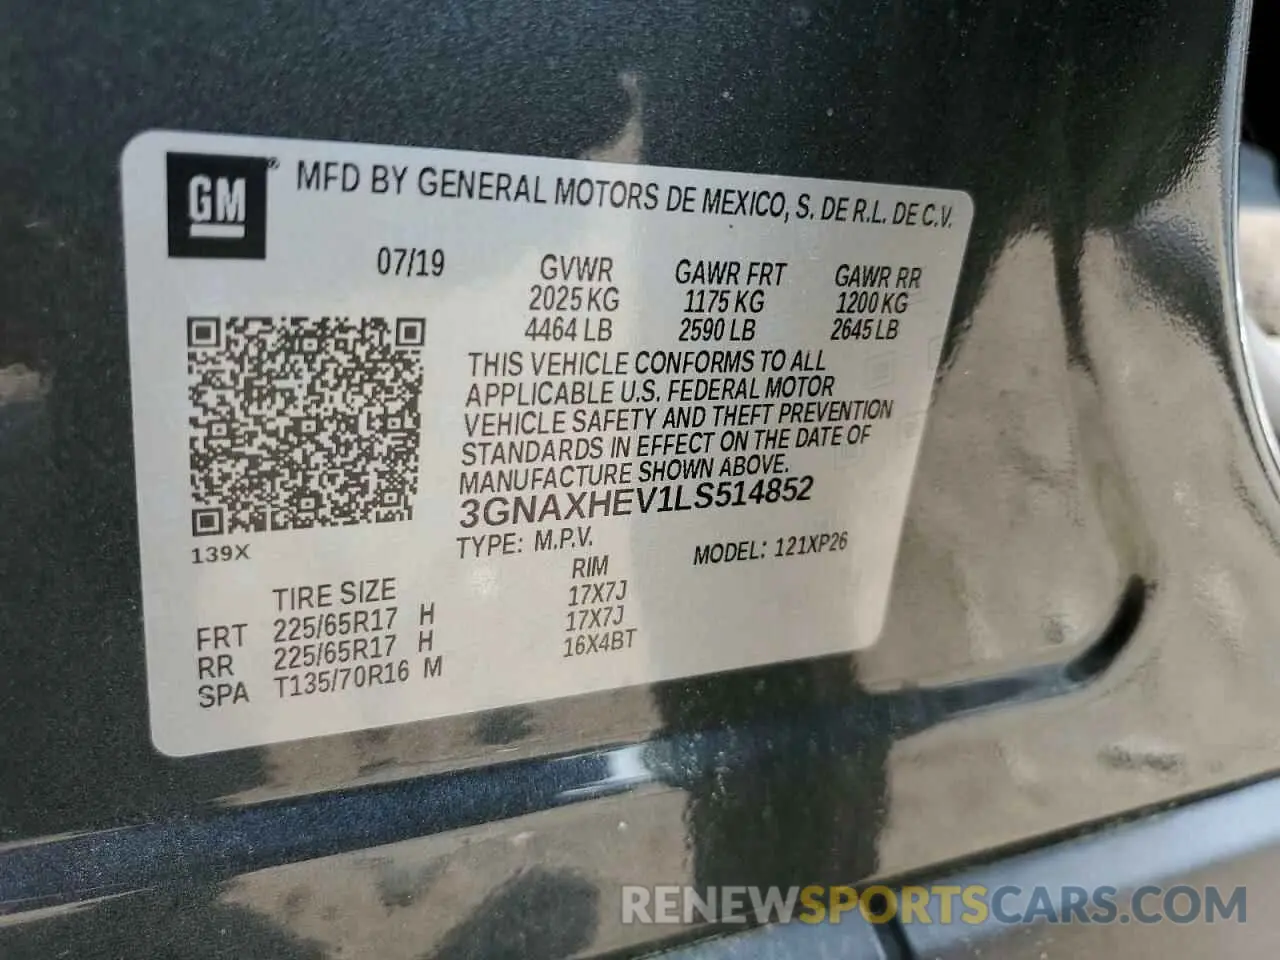 GM ® MFD BY GENERAL MOTORS DE MEXICO, S. DE R.L. DE C.V.
07/19
GVWR GAWR FRT GAWR RR
2025 KG 1175 KG 1200 KG
4464 LB 2590 LB 2645 LB
THIS VEHICLE CONFORMS TO ALL
APPLICABLE U.S. FEDERAL MOTOR
VEHICLE SAFETY AND THEFT PREVENTION
STANDARDS IN EFFECT ON THE DATE OF
MANUFACTURE SHOWN ABOVE.
3GNAXHEV1LS514852
139X
TYPE: M.P.V. MODEL: 121XP26
TIRE SIZE RIM
FRT 225/65R17 H 17X7J
RR 225/65R17 H 17X7J
SPA T135/70R16 M 16X4BT
RENEWSPORTSCARS.COM